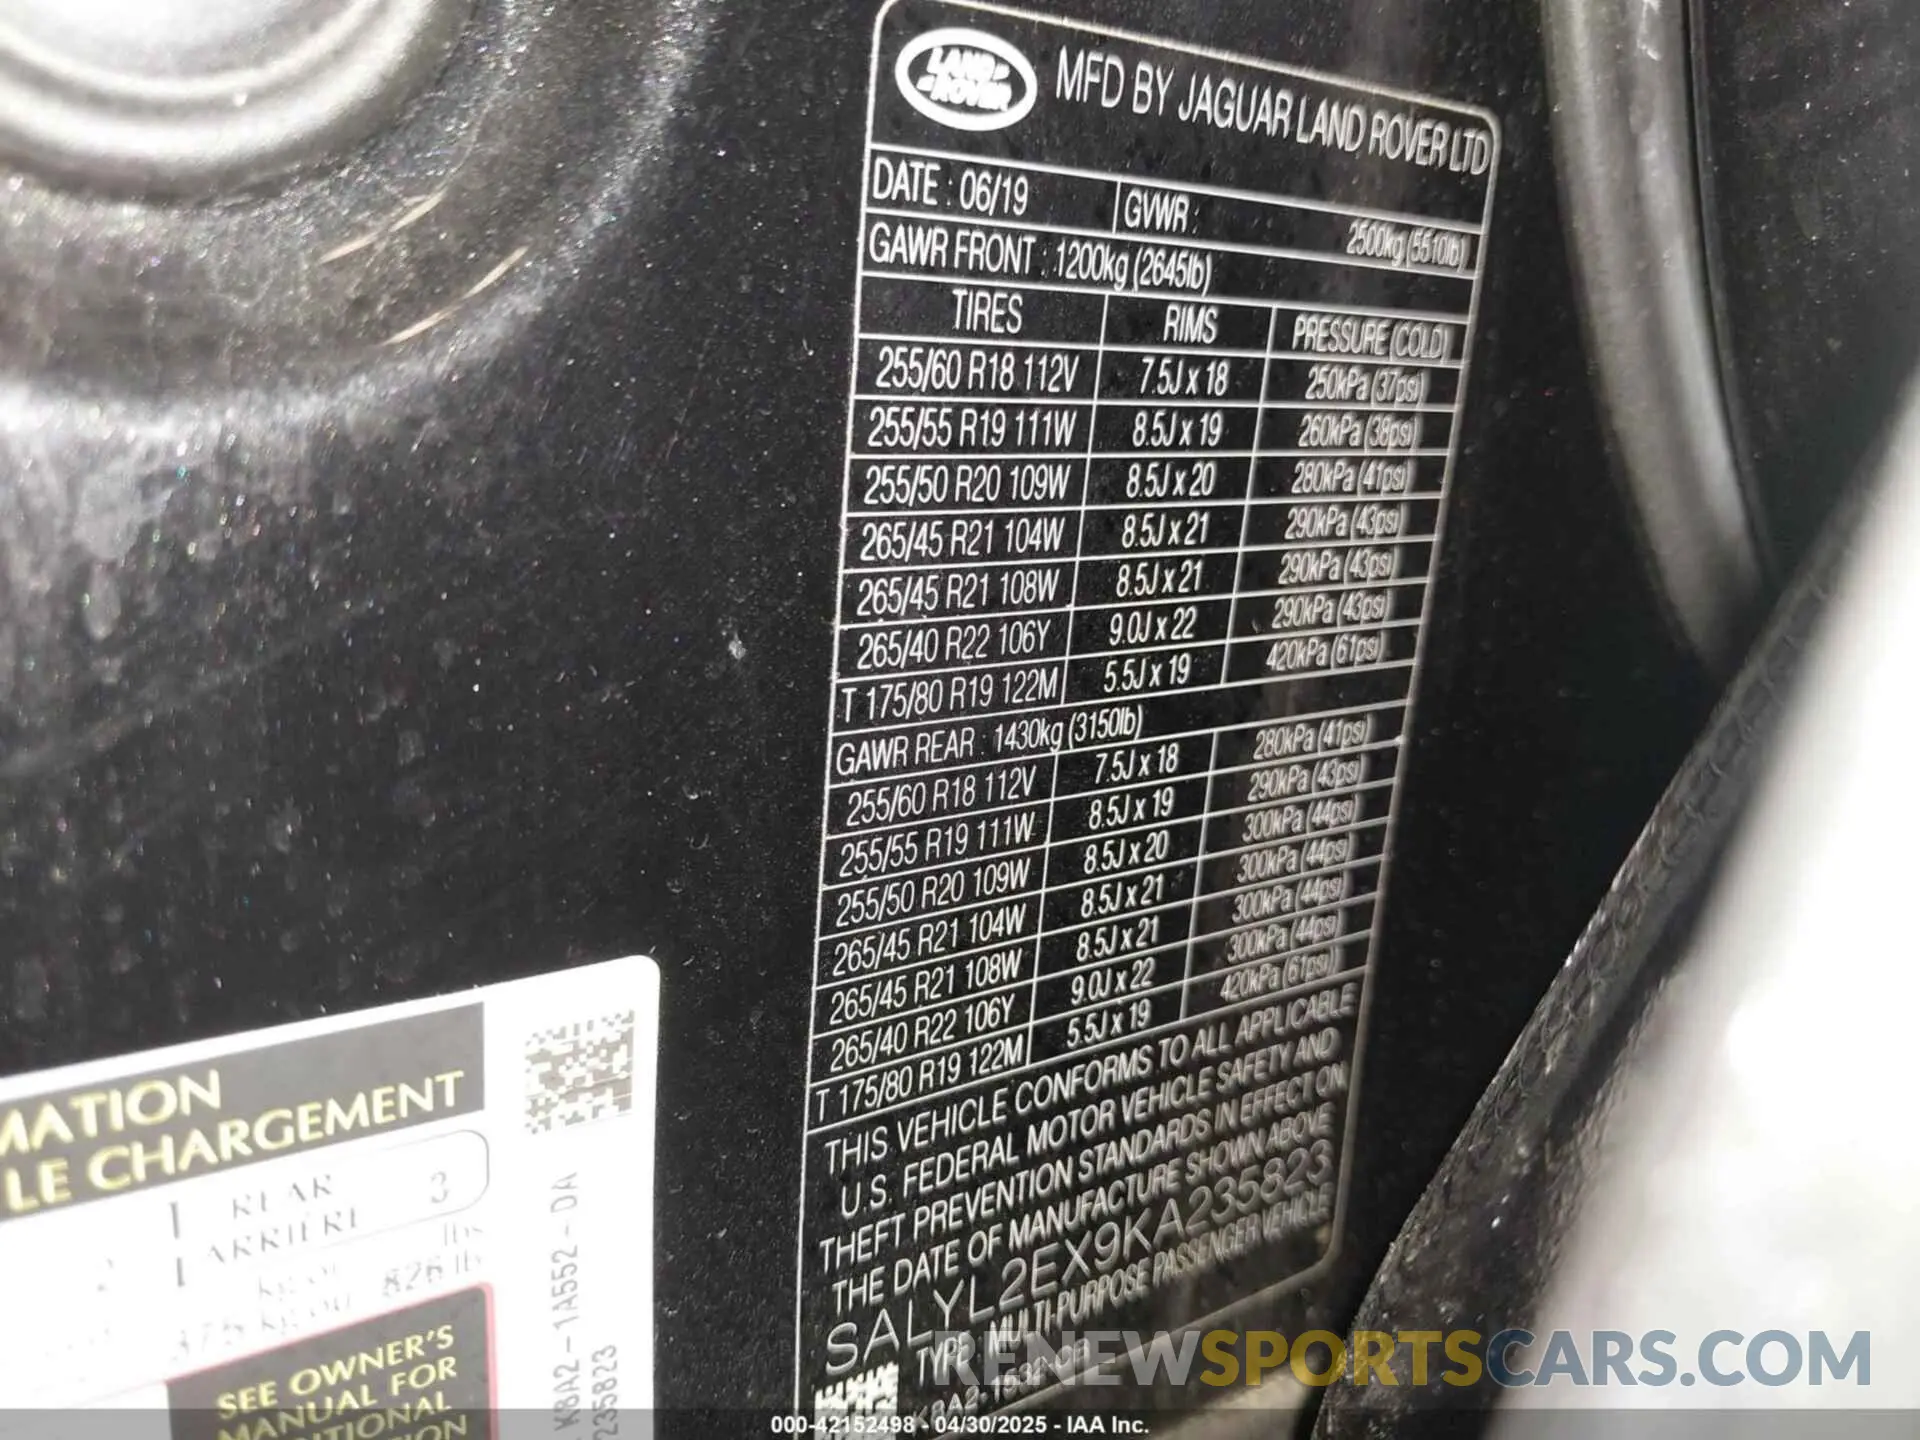 LAND ROVER
MFD BY JAGUAR LAND ROVER LTD
DATE : 06/19 GVWR : 2500kg (5510lb)
GAWR FRONT : 1200kg (2645lb)
TIRES RIMS PRESSURE (COLD)
255/60 R18 112V 7.5J x 18 250kPa (37psi)
255/55 R19 111W 8.5J x 19 260kPa (38psi)
255/50 R20 109W 8.5J x 20 280kPa (41psi)
265/45 R21 104W 8.5J x 21 290kPa (43psi)
265/45 R21 108W 8.5J x 21 290kPa (43psi)
265/40 R22 106Y 9.0J x 22 290kPa (43psi)
T 175/80 R19 122M 5.5J x 19 420kPa (61psi)
GAWR REAR : 1430kg (3150lb)
255/60 R18 112V 7.5J x 18 280kPa (41psi)
255/55 R19 111W 8.5J x 19 290kPa (43psi)
255/50 R20 109W 8.5J x 20 300kPa (44psi)
265/45 R21 104W 8.5J x 21 300kPa (44psi)
265/45 R21 108W 8.5J x 21 300kPa (44psi)
265/40 R22 106Y 9.0J x 22 300kPa (44psi)
T 175/80 R19 122M 5.5J x 19 420kPa (61psi)
THIS VEHICLE CONFORMS TO ALL APPLICABLE
U.S. FEDERAL MOTOR VEHICLE SAFETY AND
THEFT PREVENTION STANDARDS IN EFFECT ON
THE DATE OF MANUFACTURE SHOWN ABOVE
SALYL2EX9KA235823
TYPE MULTI-PURPOSE PASSENGER VEHICLE
MATION
LE CHARGEMENT
REAR 3
2 ARRIERE
kg or lbs
375 kg ou 826 lb
SEE OWNER'S
MANUAL FOR
K8A2-1A552-DA
235823
RENEWSPORTSCARS.COM
000-42152498 - 04/30/2025 - IAA Inc.